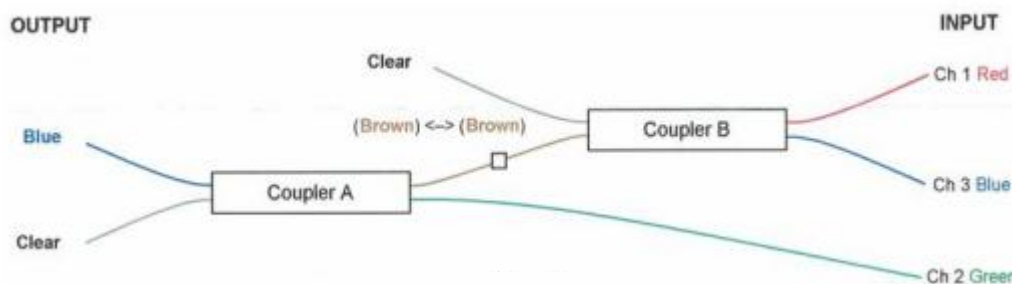 OUTPUT
INPUT
Clear
Ch 1 Red
(Brown) <--> (Brown)
Coupler B
Blue
Coupler A
Ch 3 Blue
Clear
Ch 2 Green